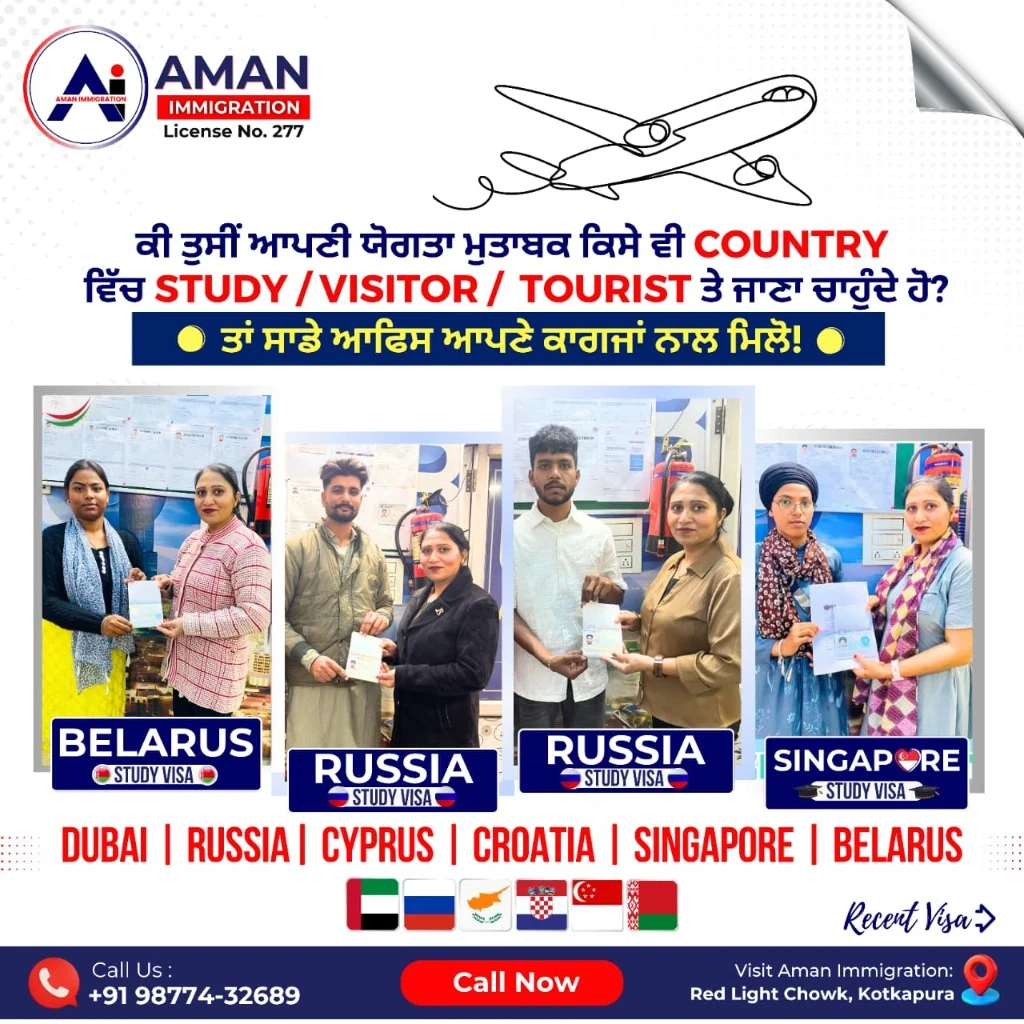 AMAN
IMMIGRATION
AMAN IMMIGRATION
License No. 277
ਕੀ ਤੁਸੀਂ ਆਪਣੀ ਯੋਗਤਾ ਮੁਤਾਬਕ ਕਿਸੇ ਵੀ COUNTRY
ਵਿੱਚ STUDY / VISITOR / TOURIST ਤੇ ਜਾਣਾ ਚਾਹੁੰਦੇ ਹੋ?
ਤਾਂ ਸਾਡੇ ਆਫਿਸ ਆਪਣੇ ਕਾਗਜਾਂ ਨਾਲ ਮਿਲੋ!
BELARUS
STUDY VISA
RUSSIA
STUDY VISA
RUSSIA
STUDY VISA
SINGAPORE
STUDY VISA
DUBAI | RUSSIA | CYPRUS | CROATIA | SINGAPORE | BELARUS
Recent Visa
Call Us :
+91 98774-32689
Call Now
Visit Aman Immigration:
Red Light Chowk, Kotkapura